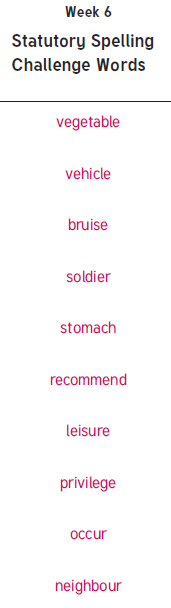 Week 6
Statutory Spelling
Challenge Words
vegetable
vehicle
bruise
soldier
stomach
recommend
leisure
privilege
occur
neighbour